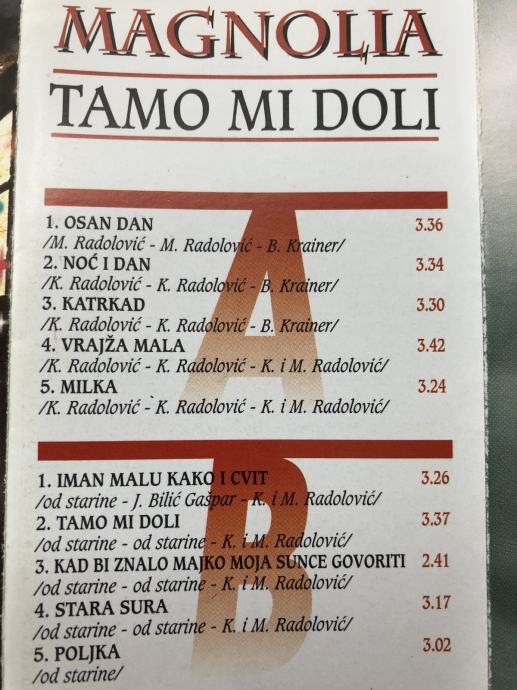 MAGNOLIA
TAMO MI DOLI
A
1. OSAN DAN 3.36
/M. Radolović - M. Radolović - B. Krainer/
2. NOĆ I DAN 3.34
/K. Radolović - K. Radolović - B. Krainer/
3. KATRKAD 3.30
/K. Radolović - K. Radolović - B. Krainer/
4. VRAJŽA MALA 3.42
/K. Radolović - K. Radolović - K. i M. Radolović/
5. MILKA 3.24
/K. Radolović - K. Radolović - K. i M. Radolović/
B
1. IMAN MALU KAKO I CVIT 3.26
/od starine - J. Bilić Gašpar - K. i M. Radolović/
2. TAMO MI DOLI 3.37
/od starine - od starine - K. i M. Radolović/
3. KAD BI ZNALO MAJKO MOJA SUNCE GOVORITI 2.41
/od starine - od starine - K. i M. Radolović/
4. STARA SURA 3.17
/od starine - od starine - K. i M. Radolović/
5. POLJKA 3.02
/od starine/